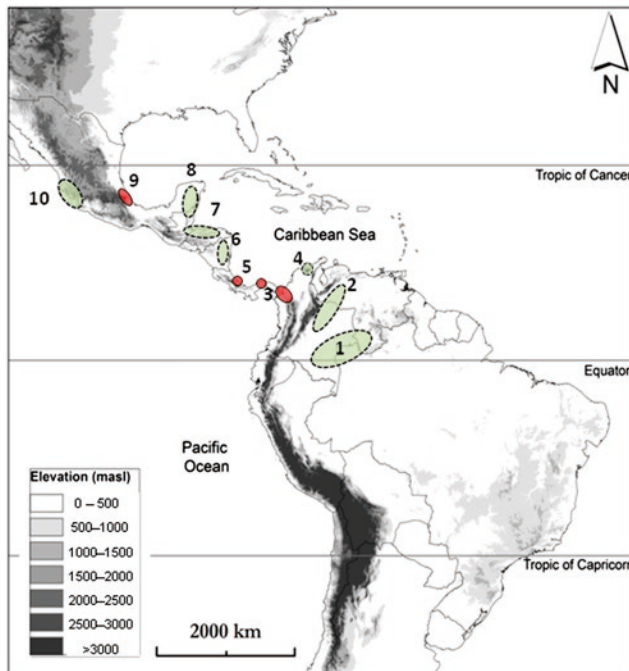 N
8
9
Tropic of Cancer
10
7
6
Caribbean Sea
5
4
2
3
1
Equator
Pacific
Ocean
Elevation (masl)
0 – 500
500–1000
1000–1500
1500–2000
2000–2500
2500–3000
>3000
Tropic of Capricorn
2000 km